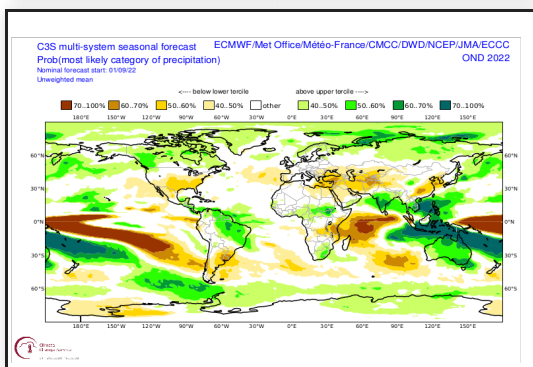 C3S multi-system seasonal forecast ECMWF/Met Office/Météo-France/CMCC/DWD/NCEP/JMA/ECCC
Prob(most likely category of precipitation) OND 2022
Nominal forecast start: 01/09/22
Unweighted mean
<---- below lower tercile above upper tercile ---->
70..100% 60..70% 50..60% 40..50% other 40..50% 50..60% 60..70% 70..100%
180°E 150°W 120°W 90°W 60°W 30°W 0°E 30°E 60°E 90°E 120°E 150°E
60°N 60°N
30°N 30°N
0°N 0°N
30°S 30°S
60°S 60°S
180°E 150°W 120°W 90°W 60°W 30°W 0°E 30°E 60°E 90°E 120°E 150°E